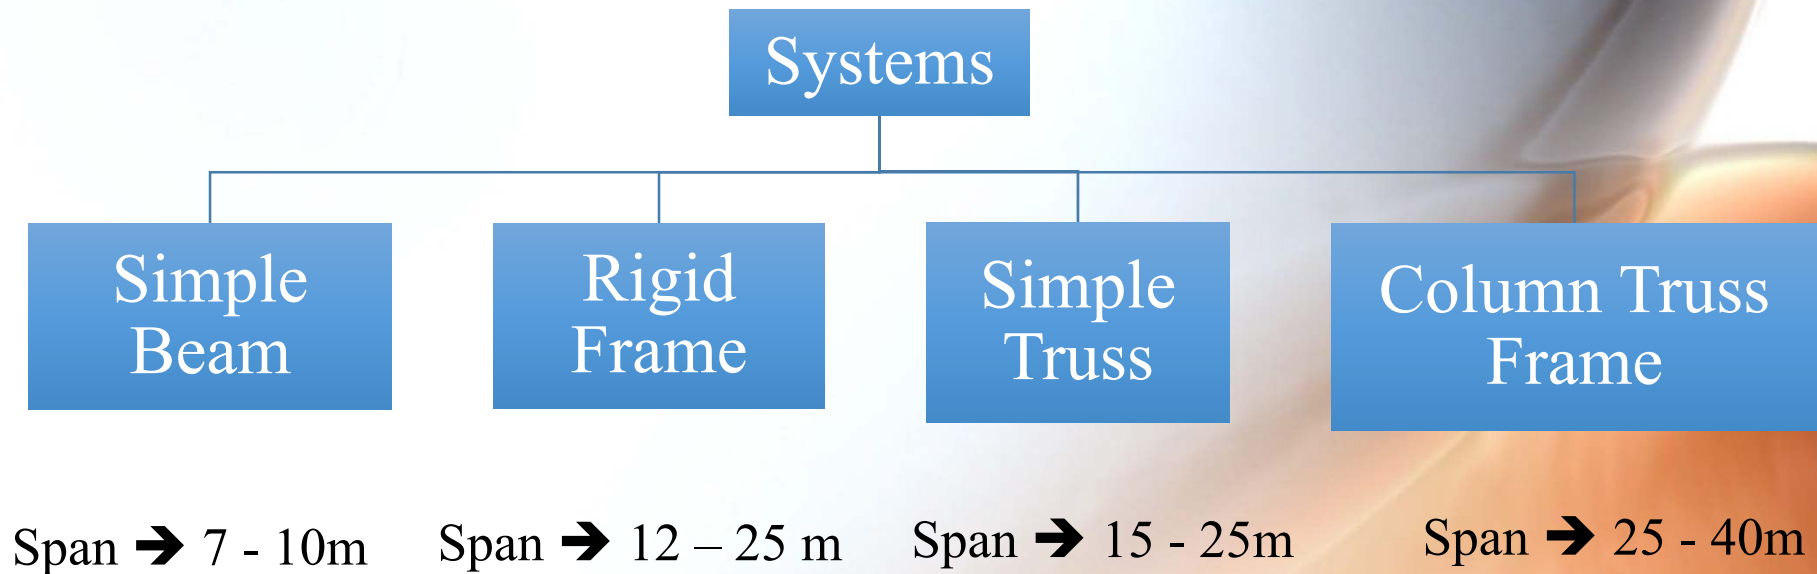 Systems
Simple
Beam
Rigid
Frame
Simple
Truss
Column Truss
Frame
Span ➔ 7 - 10m
Span ➔ 12 – 25 m
Span ➔ 15 - 25m
Span ➔ 25 - 40m